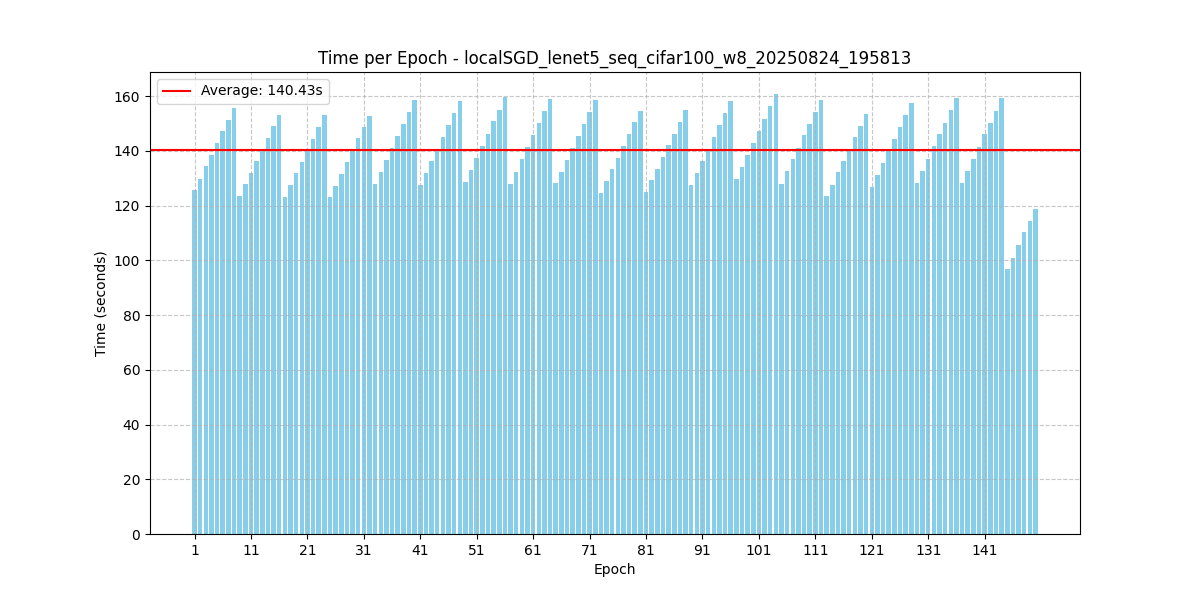 Time per Epoch - localSGD_lenet5_seq_cifar100_w8_20250824_195813
Average: 140.43s
160
140
120
100
80
60
40
20
0
Time (seconds)
1 11 21 31 41 51 61 71 81 91 101 111 121 131 141
Epoch